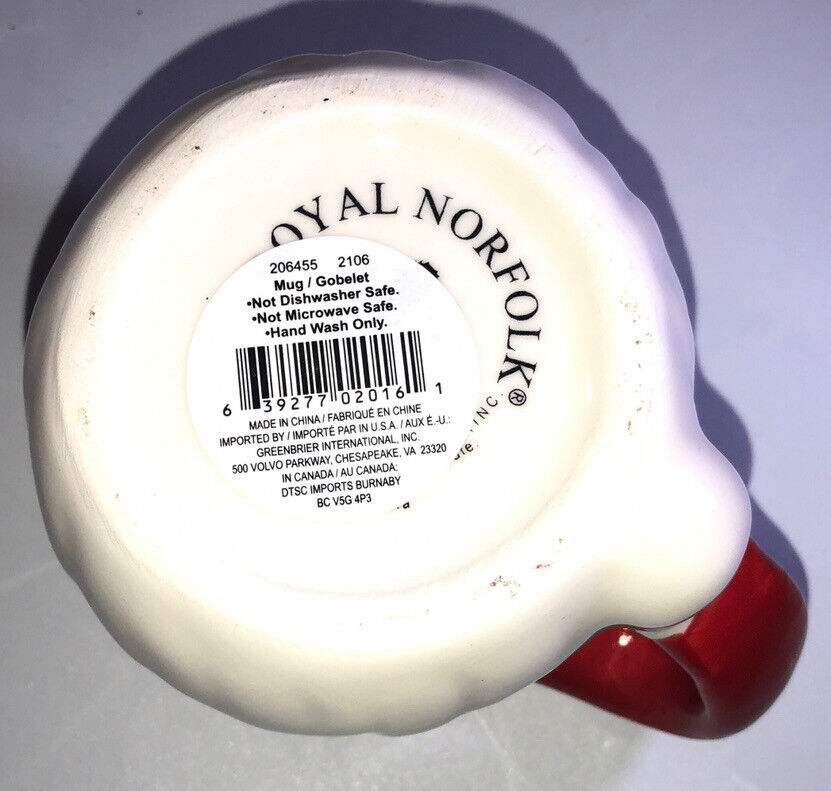 OYAL NORFOLK®
206455 2106
Mug / Gobelet
•Not Dishwasher Safe.
•Not Microwave Safe.
•Hand Wash Only.
6 39277 02016 1
MADE IN CHINA / FABRIQUÉ EN CHINE
IMPORTED BY / IMPORTÉ PAR IN U.S.A. / AUX É.-U.:
GREENBRIER INTERNATIONAL, INC.
500 VOLVO PARKWAY, CHESAPEAKE, VA 23320
IN CANADA / AU CANADA:
DTSC IMPORTS BURNABY
BC V5G 4P3
INC.